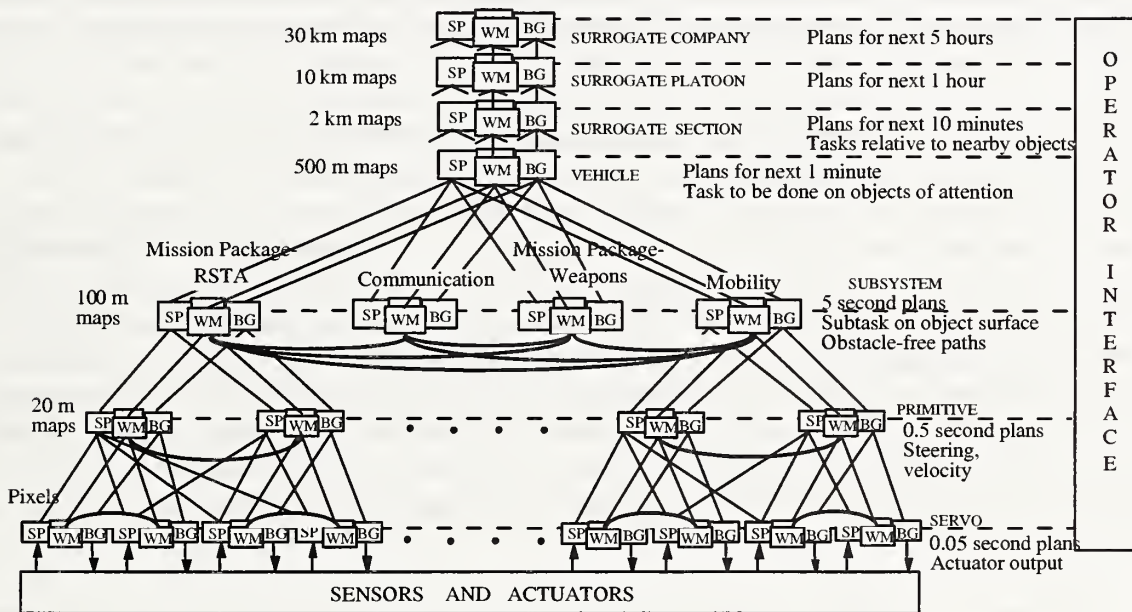 30 km maps SP WM BG SURROGATE COMPANY Plans for next 5 hours
10 km maps SP WM BG SURROGATE PLATOON Plans for next 1 hour
2 km maps SP WM BG SURROGATE SECTION Plans for next 10 minutes
Tasks relative to nearby objects
500 m maps SP WM BG VEHICLE Plans for next 1 minute
Task to be done on objects of attention
OPERATOR INTERFACE
Mission Package-
RSTA
Communication
Mission Package-
Weapons
Mobility
100 m
maps
SP WM BG SP WM BG SP WM BG SP WM BG
SUBSYSTEM
5 second plans
Subtask on object surface
Obstacle-free paths
20 m
maps
SP WM BG SP WM BG . . . . SP WM BG SP WM BG
PRIMITIVE
0.5 second plans
Steering,
velocity
Pixels
SP WM BG SP WM BG SP WM BG SP WM BG . . . . SP WM BG SP WM BG SP WM BG SP WM BG
SERVO
0.05 second plans
Actuator output
SENSORS AND ACTUATORS